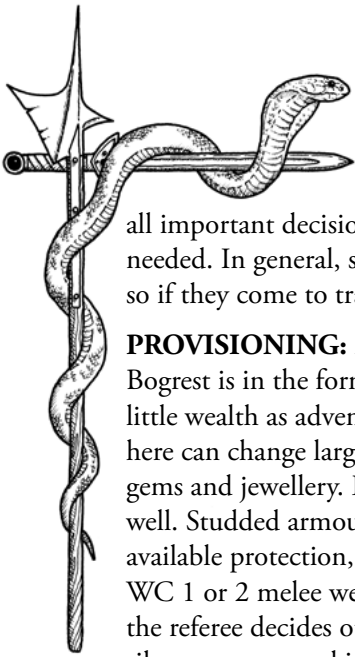 all important decisio
needed. In general, s
so if they come to tra
PROVISIONING:
Bogrest is in the for
little wealth as adven
here can change larg
gems and jewellery. I
well. Studded armou
available protection,
WC 1 or 2 melee we
the referee decides o